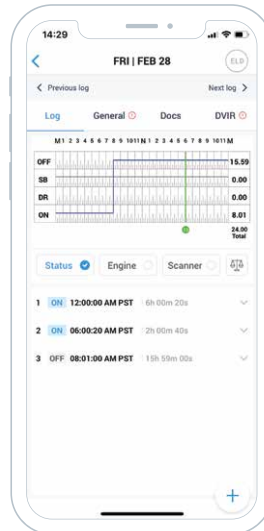 14:29
FRI | FEB 28
ELD
Previous log Next log
Log General Docs DVIR
M 1 2 3 4 5 6 7 8 9 1011 N 1 2 3 4 5 6 7 8 9 1011 M
OFF 15.59
SB 0.00
DR 0.00
ON 8.01
24.00
Total
Status Engine Scanner
1 ON 12:00:00 AM PST 6h 00m 20s
2 ON 06:00:20 AM PST 2h 00m 40s
3 OFF 08:01:00 AM PST 15h 59m 00s
+